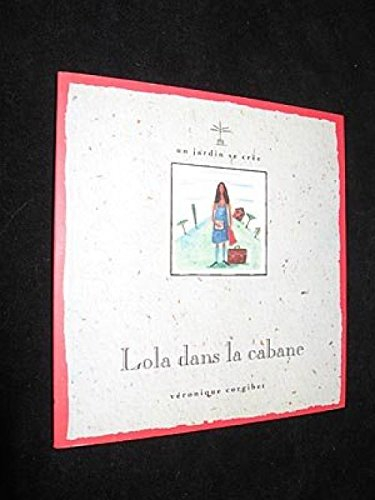 un jardin se crée
Lola dans la cabane
véronique corgibet